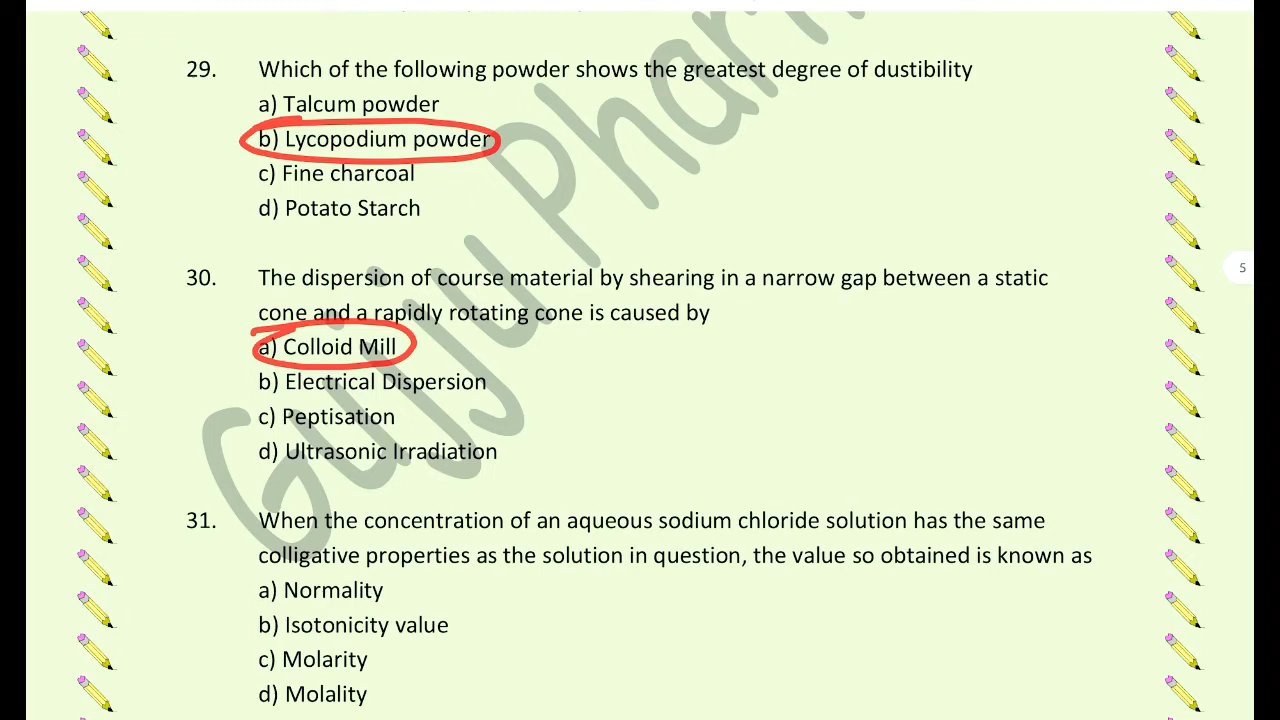 29. Which of the following powder shows the greatest degree of dustibility
a) Talcum powder
b) Lycopodium powder
c) Fine charcoal
d) Potato Starch
30. The dispersion of course material by shearing in a narrow gap between a static
cone and a rapidly rotating cone is caused by
a) Colloid Mill
b) Electrical Dispersion
c) Peptisation
d) Ultrasonic Irradiation
31. When the concentration of an aqueous sodium chloride solution has the same
colligative properties as the solution in question, the value so obtained is known as
a) Normality
b) Isotonicity value
c) Molarity
d) Molality
5